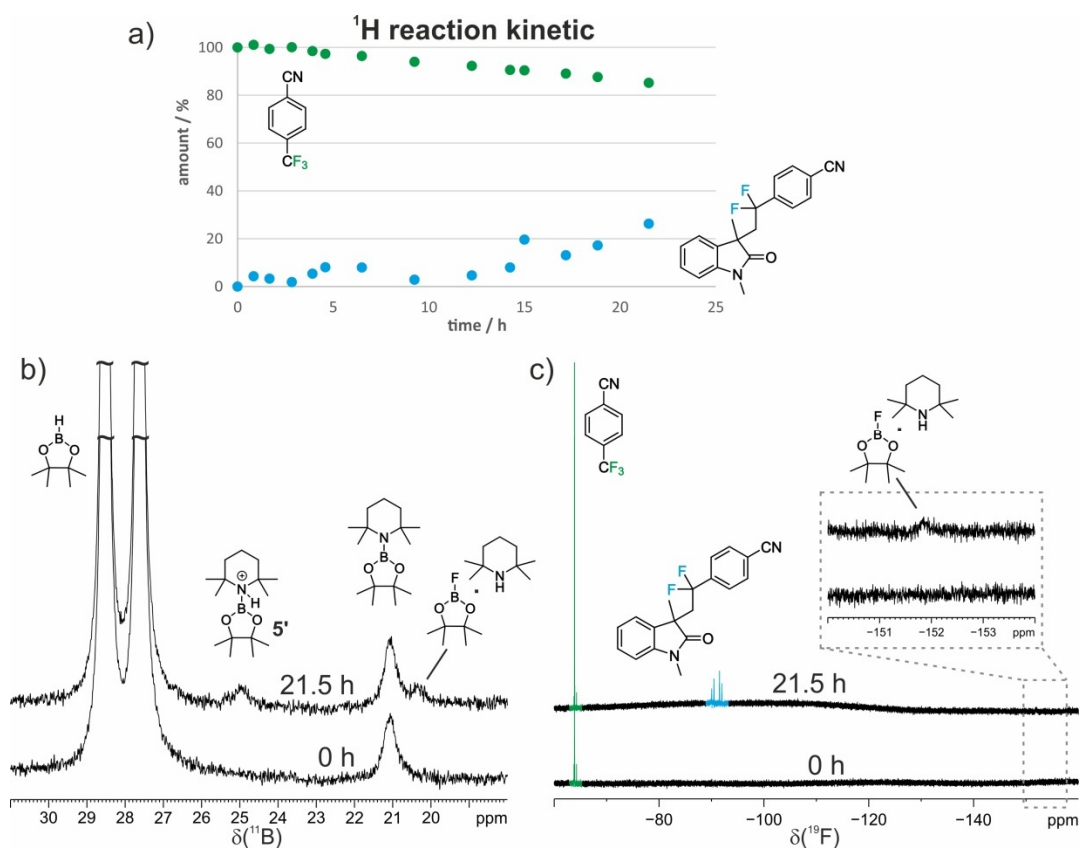 a)
¹H reaction kinetic
amount / %
100
80
60
40
20
0
0
5
10
15
20
25
time / h
CN
CF₃
F
F
CN
O
N
b)
H
B
O
O
⊕
N
H
B
O
O
5'
N
B
O
O
F
B
O
O
N
H
21.5 h
0 h
30
29
28
27
26
25
24
23
22
21
20
ppm
δ(¹¹B)
c)
CN
CF₃
F
F
CN
O
N
F
B
O
O
N
H
−151
−152
−153
ppm
21.5 h
0 h
−80
−100
−120
−140
ppm
δ(¹⁹F)